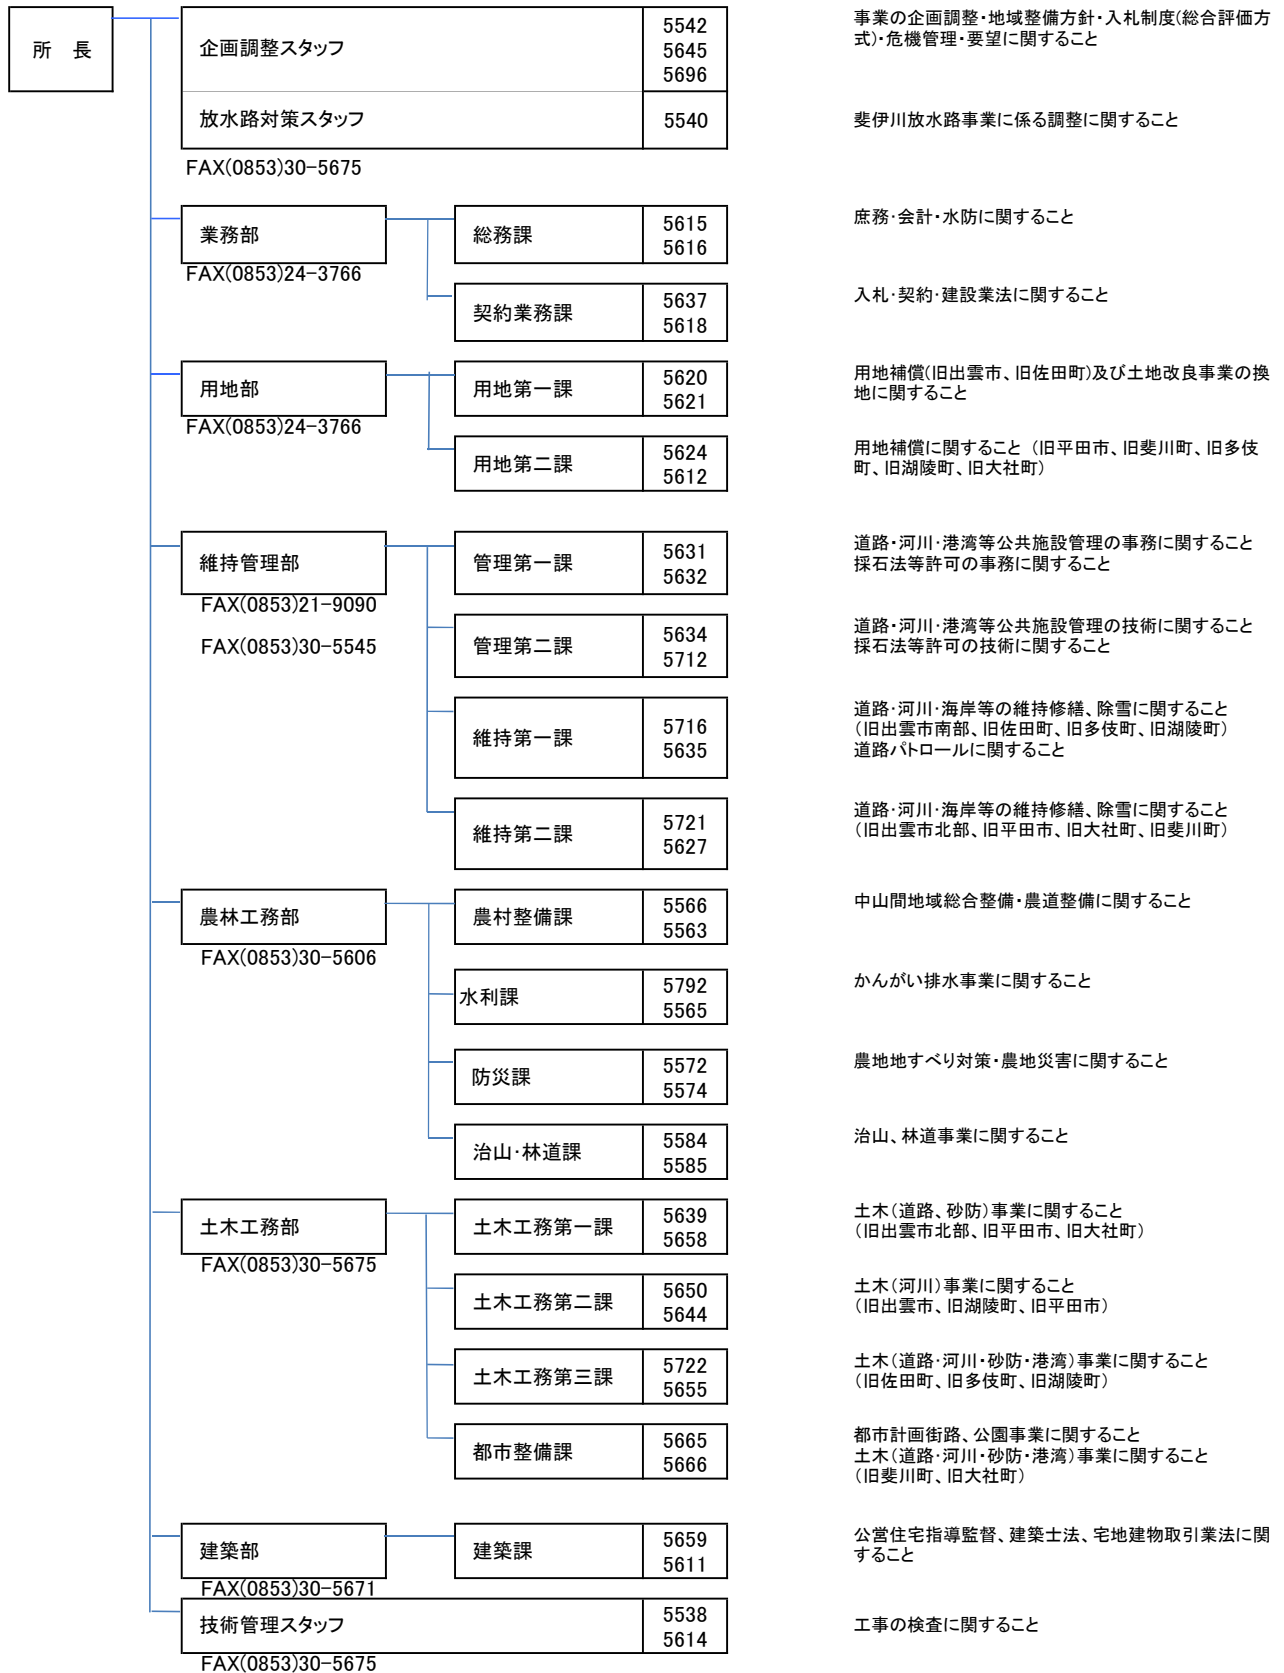 所　長
企画調整スタッフ
5542
5645
5696
事業の企画調整・地域整備方針・入札制度(総合評価方
式)・危機管理・要望に関すること
放水路対策スタッフ
5540
斐伊川放水路事業に係る調整に関すること
FAX(0853)30-5675
業務部
FAX(0853)24-3766
総務課
5615
5616
庶務・会計・水防に関すること
契約業務課
5637
5618
入札・契約・建設業法に関すること
用地部
FAX(0853)24-3766
用地第一課
5620
5621
用地補償(旧出雲市、旧佐田町)及び土地改良事業の換
地に関すること
用地第二課
5624
5612
用地補償に関すること（旧平田市、旧斐川町、旧多伎
町、旧湖陵町、旧大社町）
維持管理部
FAX(0853)21-9090
FAX(0853)30-5545
管理第一課
5631
5632
道路・河川・港湾等公共施設管理の事務に関すること
採石法等許可の事務に関すること
管理第二課
5634
5712
道路・河川・港湾等公共施設管理の技術に関すること
採石法等許可の技術に関すること
維持第一課
5716
5635
道路・河川・海岸等の維持修繕、除雪に関すること
（旧出雲市南部、旧佐田町、旧多伎町、旧湖陵町）
道路パトロールに関すること
維持第二課
5721
5627
道路・河川・海岸等の維持修繕、除雪に関すること
（旧出雲市北部、旧平田市、旧大社町、旧斐川町）
農林工務部
FAX(0853)30-5606
農村整備課
5566
5563
中山間地域総合整備・農道整備に関すること
水利課
5792
5565
かんがい排水事業に関すること
防災課
5572
5574
農地地すべり対策・農地災害に関すること
治山・林道課
5584
5585
治山、林道事業に関すること
土木工務部
FAX(0853)30-5675
土木工務第一課
5639
5658
土木（道路、砂防）事業に関すること
（旧出雲市北部、旧平田市、旧大社町）
土木工務第二課
5650
5644
土木（河川）事業に関すること
（旧出雲市、旧湖陵町、旧平田市）
土木工務第三課
5722
5655
土木（道路・河川・砂防・港湾）事業に関すること
（旧佐田町、旧多伎町、旧湖陵町）
都市整備課
5665
5666
都市計画街路、公園事業に関すること
土木（道路・河川・砂防・港湾）事業に関すること
（旧斐川町、旧大社町）
建築部
FAX(0853)30-5671
建築課
5659
5611
公営住宅指導監督、建築士法、宅地建物取引業法に関
すること
技術管理スタッフ
5538
5614
工事の検査に関すること
FAX(0853)30-5675